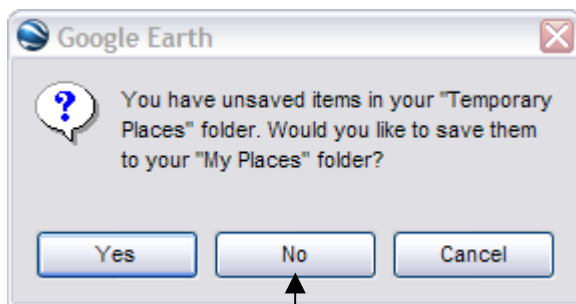 Google Earth
You have unsaved items in your "Temporary
Places" folder. Would you like to save them
to your "My Places" folder?
Yes No Cancel